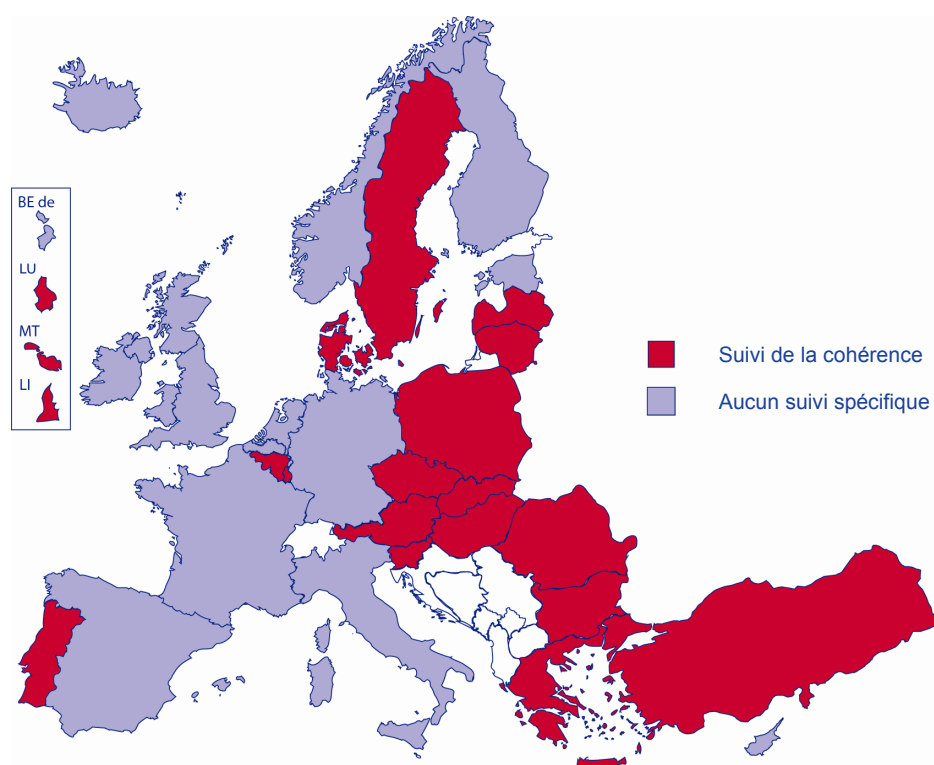 BE de
LU
MT
LI
Suivi de la cohérence
Aucun suivi spécifique